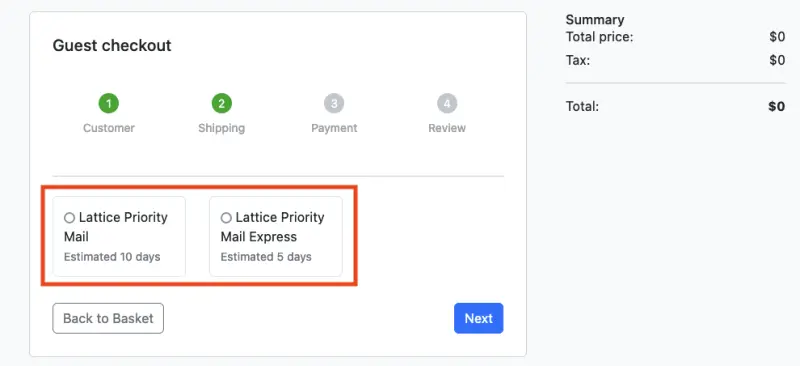 Guest checkout
1
2
3
4
Customer
Shipping
Payment
Review
Lattice Priority
Mail
Estimated 10 days
Lattice Priority
Mail Express
Estimated 5 days
Back to Basket
Next
Summary
Total price: $0
Tax: $0
Total: $0